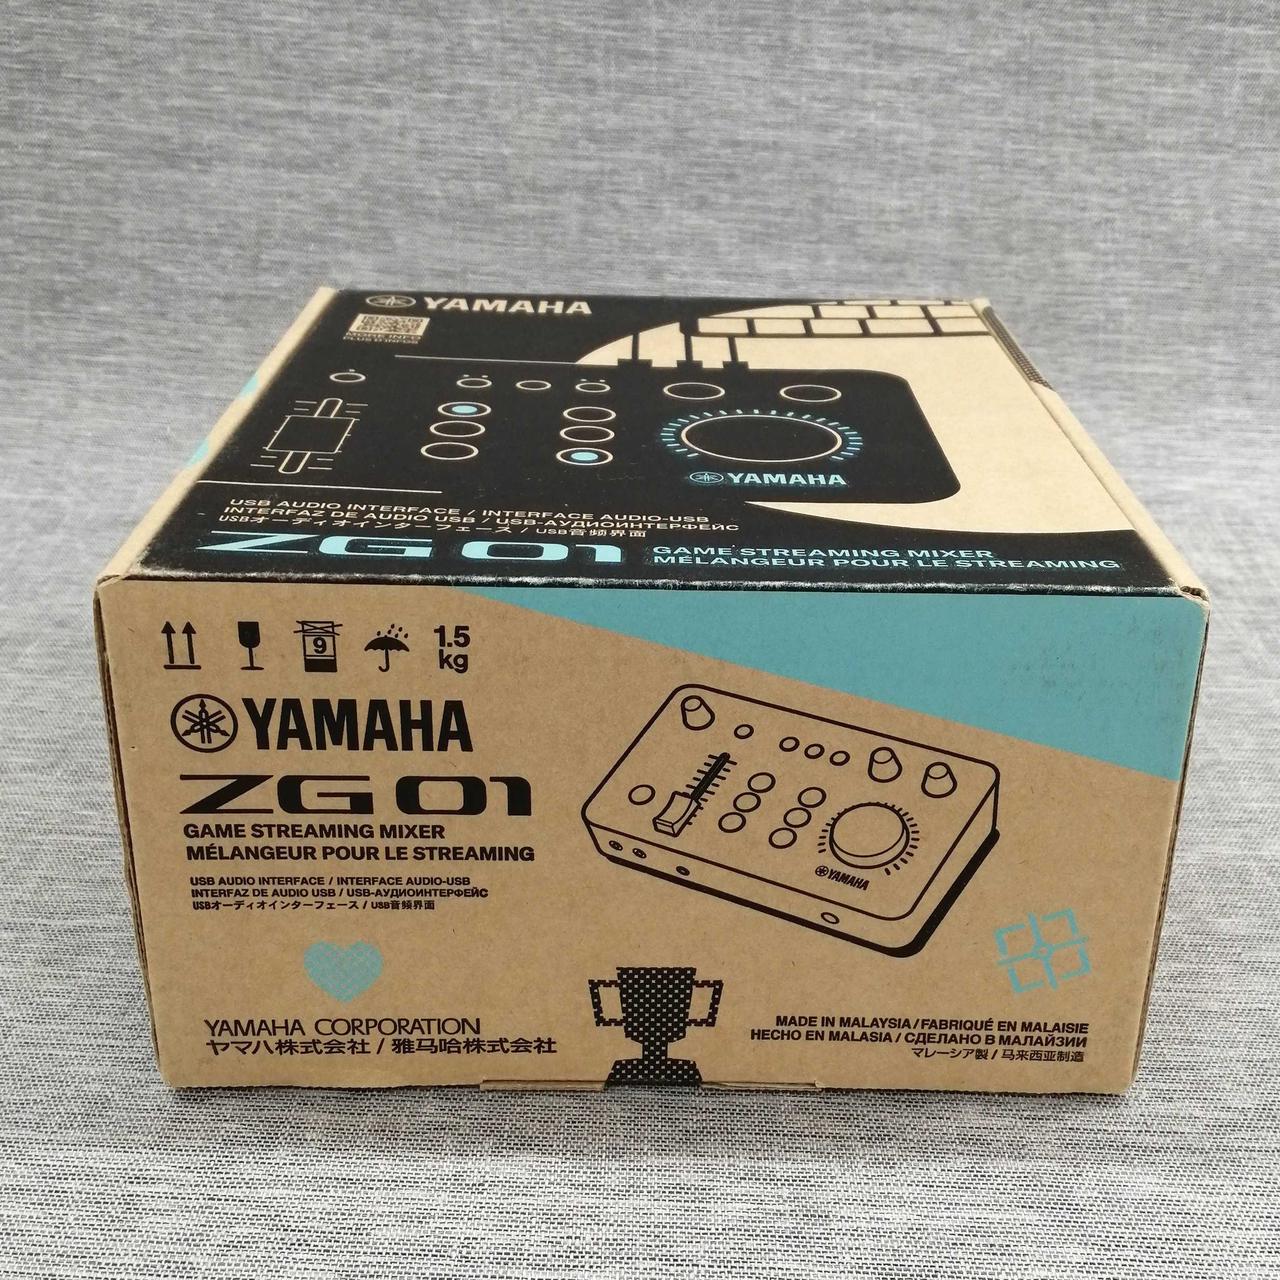 YAMAHA
MORE INFO
PLUS D'INFOS
YAMAHA
USB AUDIO INTERFACE / INTERFACE AUDIO-USB
INTERFAZ DE AUDIO USB / USB-АУДИОИНТЕРФЕЙС
USBオーディオインターフェース / USB音频界面
ZG01 GAME STREAMING MIXER
MÉLANGEUR POUR LE STREAMING
9
1.5
kg
YAMAHA
ZG01
GAME STREAMING MIXER
MÉLANGEUR POUR LE STREAMING
USB AUDIO INTERFACE / INTERFACE AUDIO-USB
INTERFAZ DE AUDIO USB / USB-АУДИОИНТЕРФЕЙС
USBオーディオインターフェース / USB音频界面
YAMAHA
YAMAHA CORPORATION
ヤマハ株式会社 / 雅马哈株式会社
MADE IN MALAYSIA / FABRIQUÉ EN MALAISIE
HECHO EN MALASIA / СДЕЛАНО В МАЛАЙЗИИ
マレーシア製 / 马来西亚制造